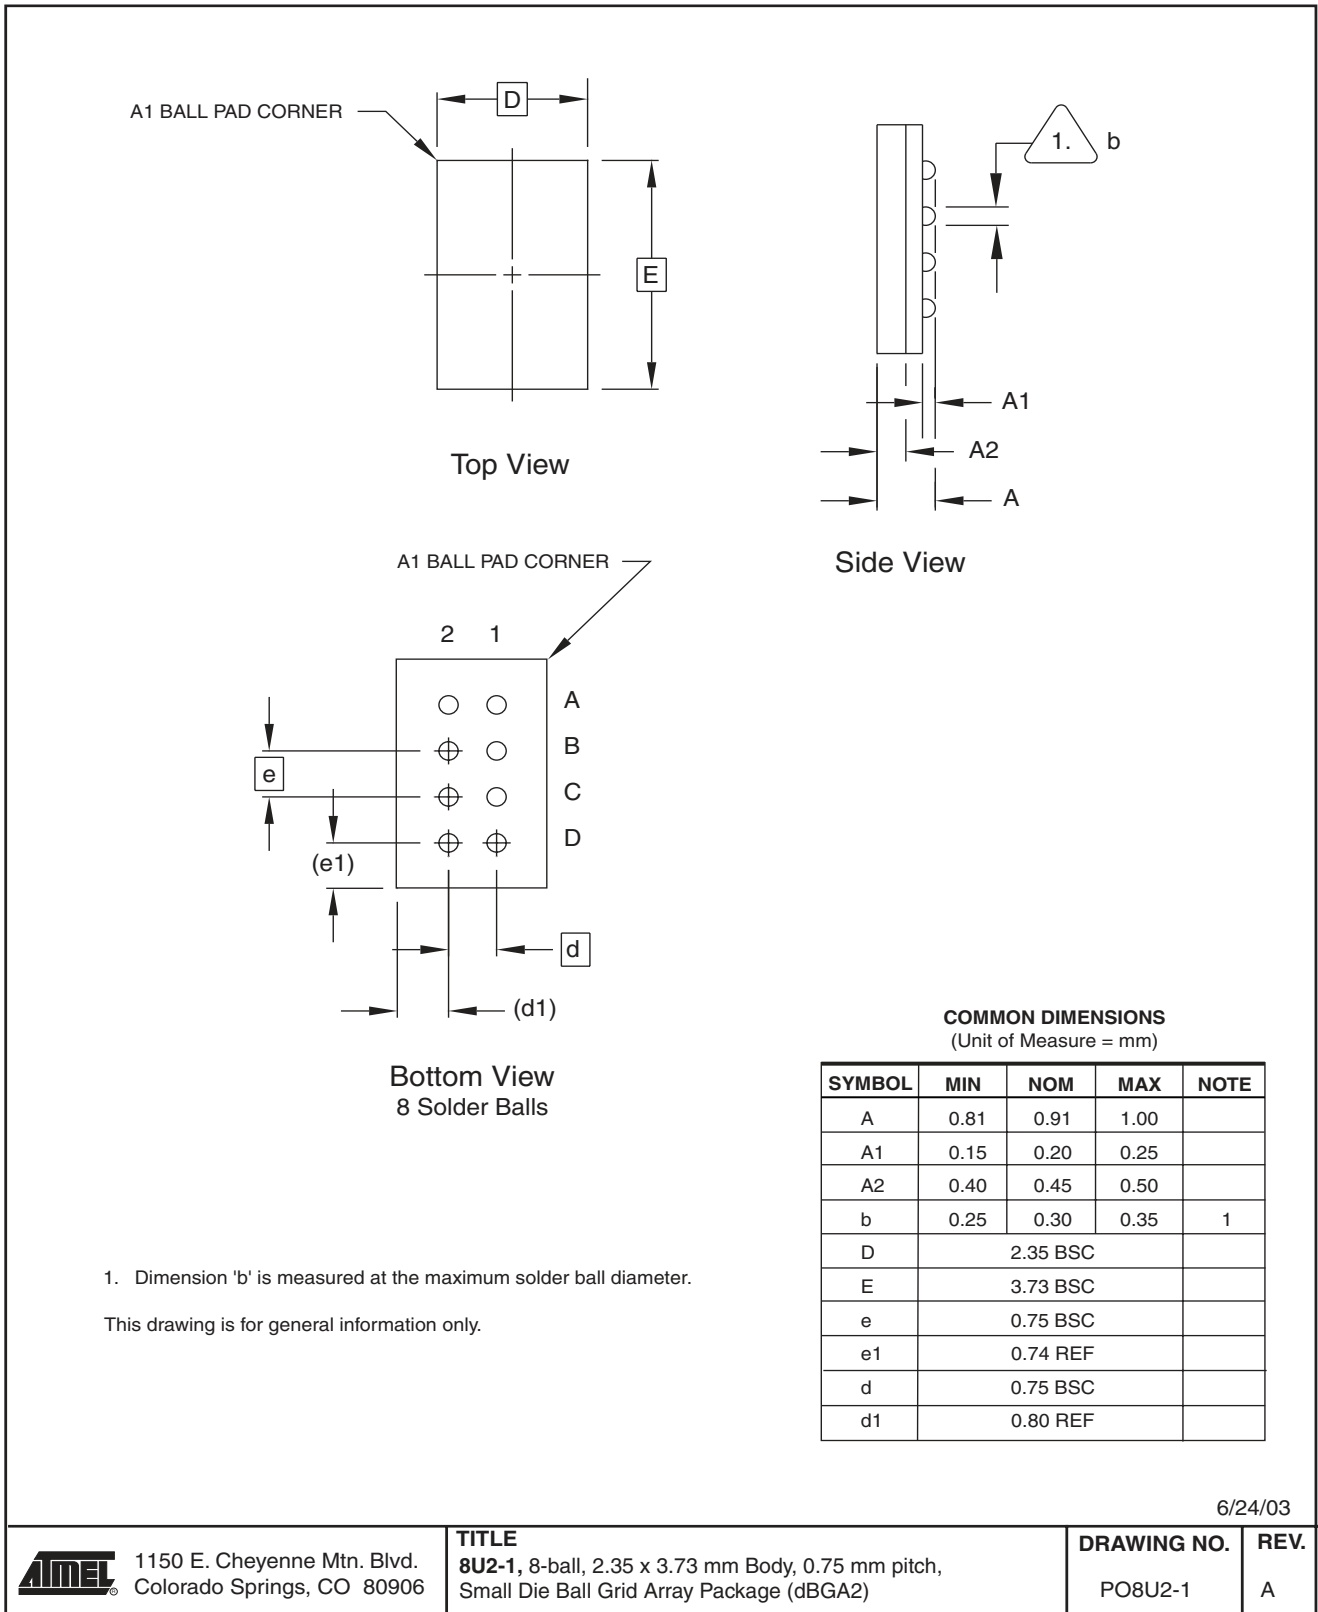 A1 BALL PAD CORNER
D
E
Top View
1. b
A1
A2
A
Side View
A1 BALL PAD CORNER
2 1
A
B
C
D
e
(e1)
d
(d1)
Bottom View
8 Solder Balls
COMMON DIMENSIONS
(Unit of Measure = mm)
SYMBOL MIN NOM MAX NOTE
A 0.81 0.91 1.00
A1 0.15 0.20 0.25
A2 0.40 0.45 0.50
b 0.25 0.30 0.35 1
D 2.35 BSC
E 3.73 BSC
e 0.75 BSC
e1 0.74 REF
d 0.75 BSC
d1 0.80 REF
1. Dimension 'b' is measured at the maximum solder ball diameter.
This drawing is for general information only.
6/24/03
ATMEL ®
1150 E. Cheyenne Mtn. Blvd.
Colorado Springs, CO 80906
TITLE
8U2-1, 8-ball, 2.35 x 3.73 mm Body, 0.75 mm pitch,
Small Die Ball Grid Array Package (dBGA2)
DRAWING NO.
PO8U2-1
REV.
A